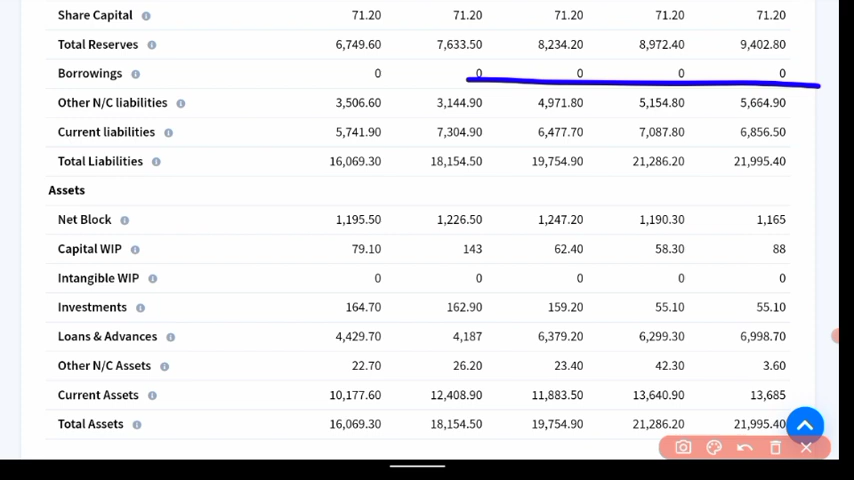 Share Capital 71.20 71.20 71.20 71.20 71.20
Total Reserves 6,749.60 7,633.50 8,234.20 8,972.40 9,402.80
Borrowings 0 0 0 0 0
Other N/C liabilities 3,506.60 3,144.90 4,971.80 5,154.80 5,664.90
Current liabilities 5,741.90 7,304.90 6,477.70 7,087.80 6,856.50
Total Liabilities 16,069.30 18,154.50 19,754.90 21,286.20 21,995.40
Assets
Net Block 1,195.50 1,226.50 1,247.20 1,190.30 1,165
Capital WIP 79.10 143 62.40 58.30 88
Intangible WIP 0 0 0 0 0
Investments 164.70 162.90 159.20 55.10 55.10
Loans & Advances 4,429.70 4,187 6,379.20 6,299.30 6,998.70
Other N/C Assets 22.70 26.20 23.40 42.30 3.60
Current Assets 10,177.60 12,408.90 11,883.50 13,640.90 13,685
Total Assets 16,069.30 18,154.50 19,754.90 21,286.20 21,995.40